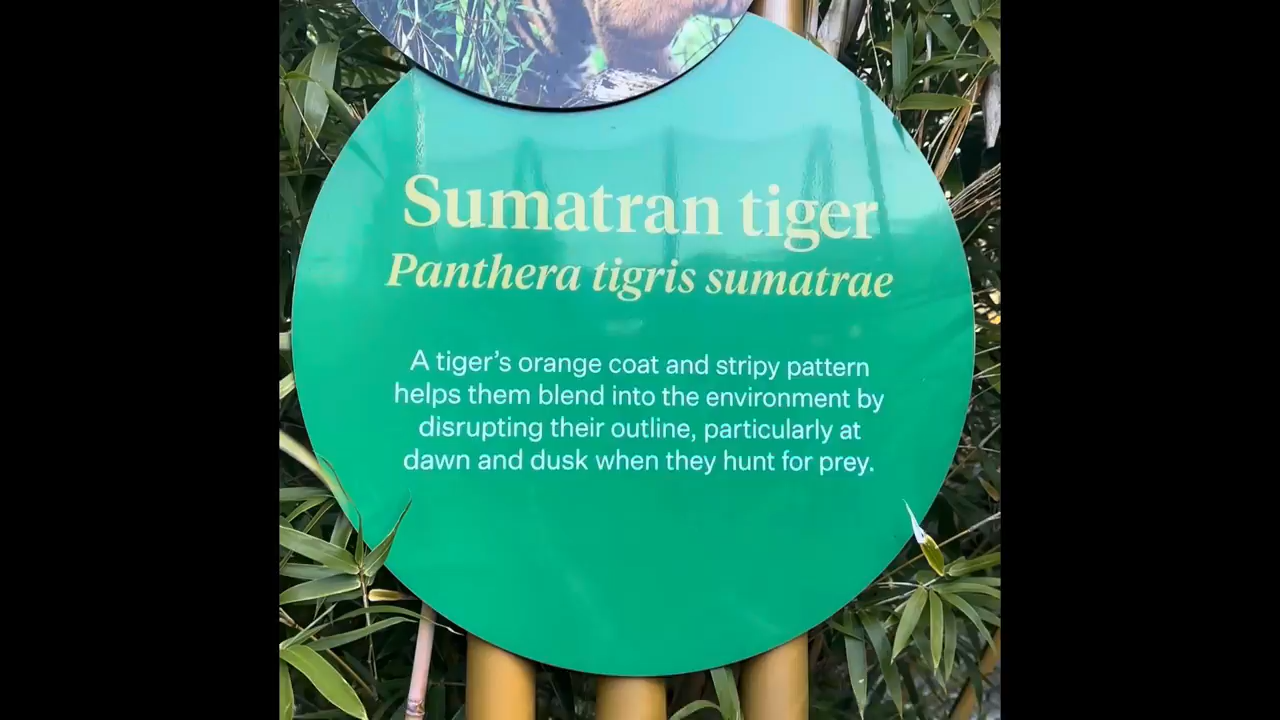 Sumatran tiger
Panthera tigris sumatrae
A tiger's orange coat and stripy pattern
helps them blend into the environment by
disrupting their outline, particularly at
dawn and dusk when they hunt for prey.